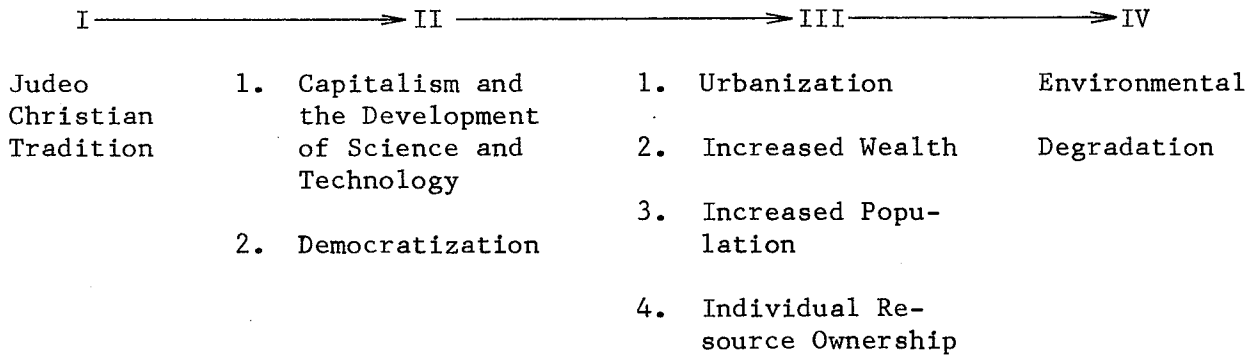 I II III IV
Judeo
Christian
Tradition
1. Capitalism and
the Development
of Science and
Technology
2. Democratization
1. Urbanization
2. Increased Wealth
3. Increased Popu-
lation
4. Individual Re-
source Ownership
Environmental
Degradation